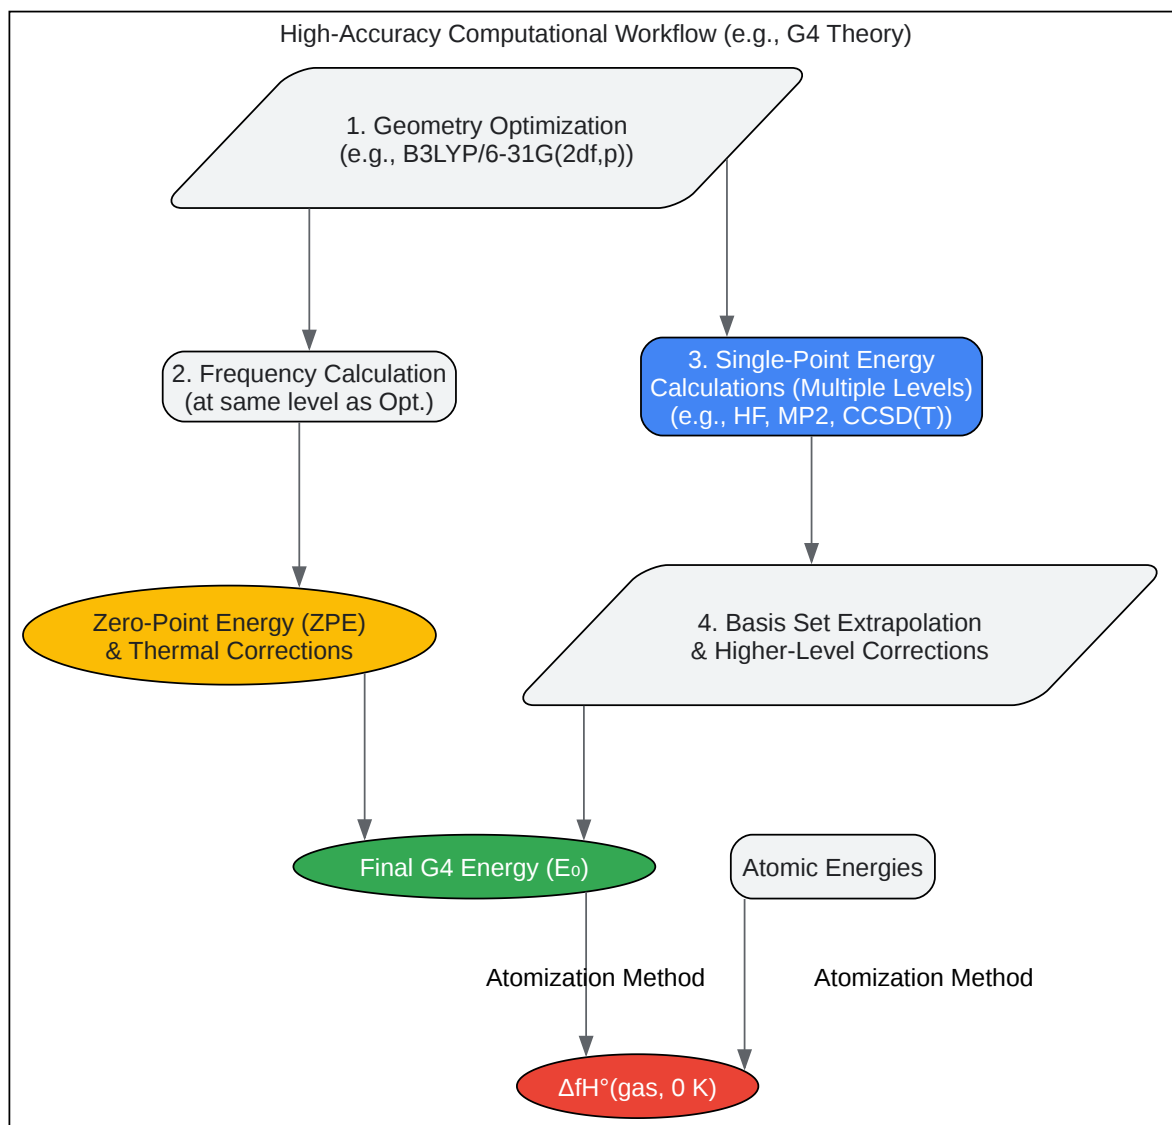 High-Accuracy Computational Workflow (e.g., G4 Theory)
1. Geometry Optimization
(e.g., B3LYP/6-31G(2df,p))
2. Frequency Calculation
(at same level as Opt.)
3. Single-Point Energy
Calculations (Multiple Levels)
(e.g., HF, MP2, CCSD(T))
Zero-Point Energy (ZPE)
& Thermal Corrections
4. Basis Set Extrapolation
& Higher-Level Corrections
Final G4 Energy (E₀)
Atomic Energies
Atomization Method
Atomization Method
ΔfH°(gas, 0 K)